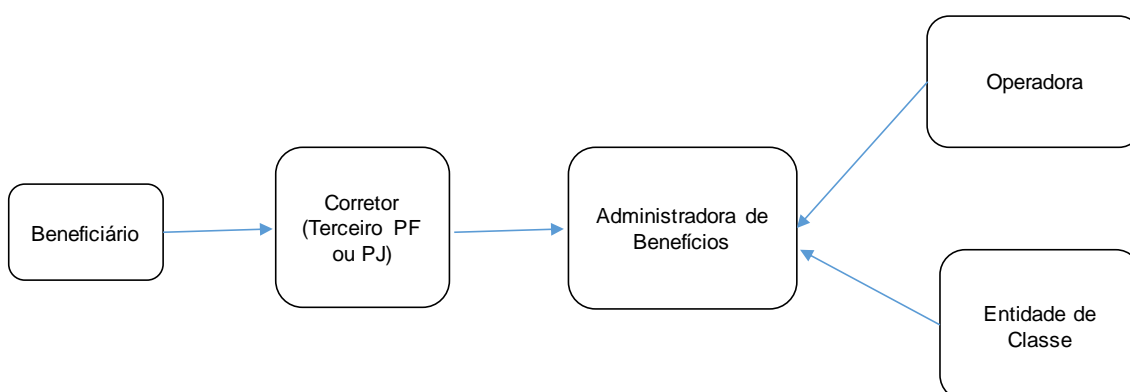 Beneficiário
Corretor
(Terceiro PF
ou PJ)
Administradora de
Benefícios
Operadora
Entidade de
Classe